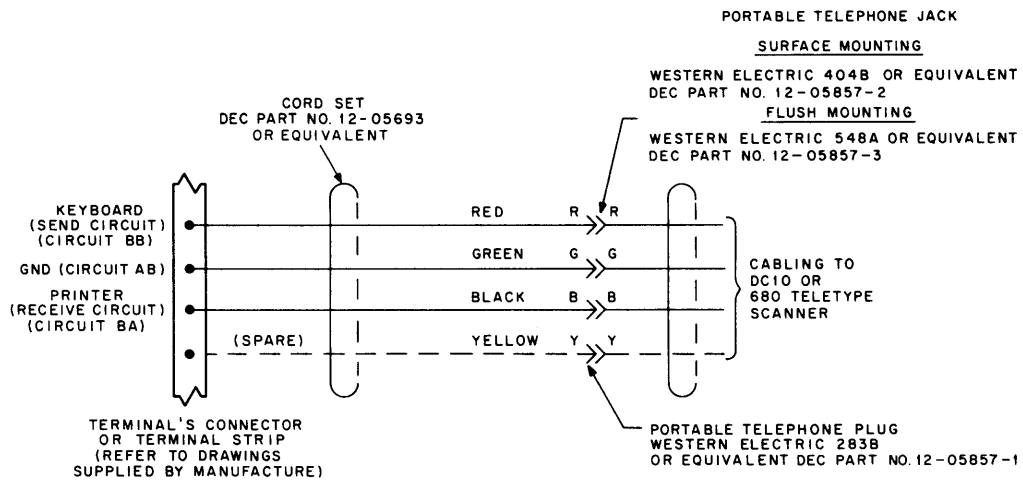 PORTABLE TELEPHONE JACK
SURFACE MOUNTING
WESTERN ELECTRIC 404B OR EQUIVALENT
DEC PART NO. 12-05857-2
FLUSH MOUNTING
WESTERN ELECTRIC 548A OR EQUIVALENT
DEC PART NO. 12-05857-3
CORD SET
DEC PART NO. 12-05693
OR EQUIVALENT
KEYBOARD
(SEND CIRCUIT)
(CIRCUIT BB)
RED R R
GND (CIRCUIT AB)
GREEN G G
PRINTER
(RECEIVE CIRCUIT)
(CIRCUIT BA)
BLACK B B
(SPARE) YELLOW Y Y
CABLING TO
DC10 OR
680 TELETYPE
SCANNER
TERMINAL'S CONNECTOR
OR TERMINAL STRIP
(REFER TO DRAWINGS
SUPPLIED BY MANUFACTURE)
PORTABLE TELEPHONE PLUG
WESTERN ELECTRIC 283B
OR EQUIVALENT DEC PART NO. 12-05857-1